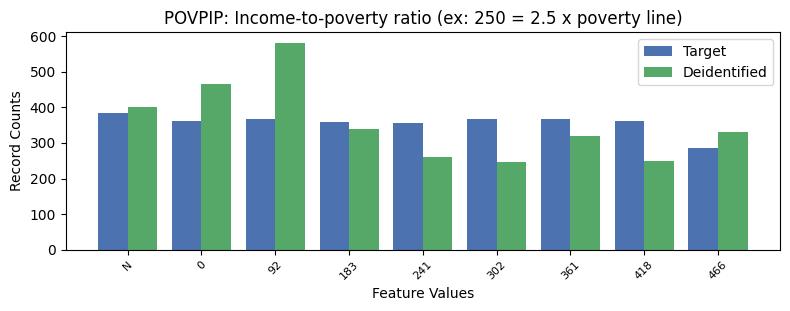 POVPIP: Income-to-poverty ratio (ex: 250 = 2.5 x poverty line)
Target
Deidentified
Record Counts
600
500
400
300
200
100
0
N
0
92
183
241
302
361
418
466
Feature Values